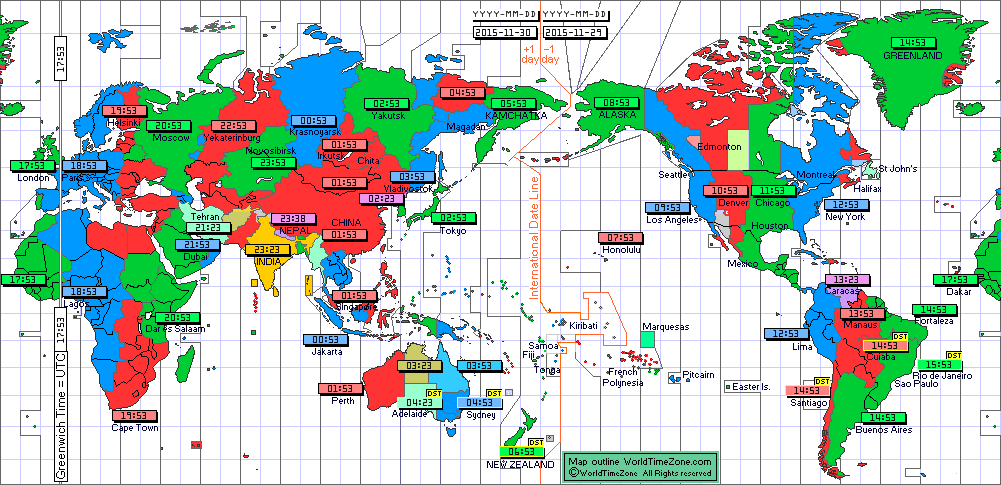 YYYY-MM-DD YYYY-MM-DD
2015-11-30 2015-11-29
+1 day
-1 day
17:53
14:53
GREENLAND
19:53
Helsinki
20:53
Moscow
22:53
Yekaterinburg
Novosibirsk
23:53
00:53
Krasnojarsk
01:53
Irkutsk
Chita
02:53
Yakutsk
04:53
Magadan
05:53
KAMCHATKA
08:53
ALASKA
03:53
Vladivostok
02:23
01:53
CHINA
01:53
02:53
Tokyo
17:53
London
18:53
Paris
Tehran
21:23
21:53
Dubai
23:38
NEPAL
23:23
INDIA
Edmonton
Seattle
Montreal
St John's
Halifax
10:53
Denver
11:53
Chicago
09:53
Los Angeles
12:53
New York
Houston
Mexico
07:53
Honolulu
International Date Line
17:53
18:53
Lagos
20:53
Dar es Salaam
01:53
Singapore
00:53
Jakarta
17:53
Greenwich Time = UTC
19:53
Cape Town
01:53
Perth
03:23
03:53
04:23
DST
Adelaide
04:53
DST
Sydney
DST
06:53
NEW ZEALAND
Kiribati
Samoa
Fiji
Tonga
Marquesas
French
Polynesia
Pitcairn
Easter Is.
13:23
Caracas
17:53
Dakar
13:53
Manaus
14:53
Fortaleza
12:53
Lima
DST
14:53
Cuiaba
DST
15:53
Rio de Janeiro
Sao Paulo
DST
14:53
Santiago
14:53
Buenos Aires
Map outline WorldTimeZone.com
©WorldTimeZone All Rights reserved